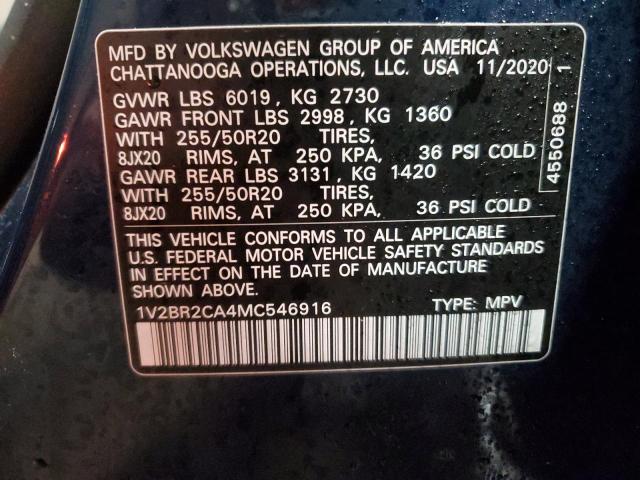 MFD BY VOLKSWAGEN GROUP OF AMERICA
CHATTANOOGA OPERATIONS, LLC. USA 11/2020
GVWR LBS 6019, KG 2730
GAWR FRONT LBS 2998, KG 1360
WITH 255/50R20 TIRES,
8JX20 RIMS, AT 250 KPA, 36 PSI COLD
GAWR REAR LBS 3131, KG 1420
WITH 255/50R20 TIRES,
8JX20 RIMS, AT 250 KPA, 36 PSI COLD
THIS VEHICLE CONFORMS TO ALL APPLICABLE
U.S. FEDERAL MOTOR VEHICLE SAFETY STANDARDS
IN EFFECT ON THE DATE OF MANUFACTURE
SHOWN ABOVE.
1V2BR2CA4MC546916 TYPE: MPV
4550688 1